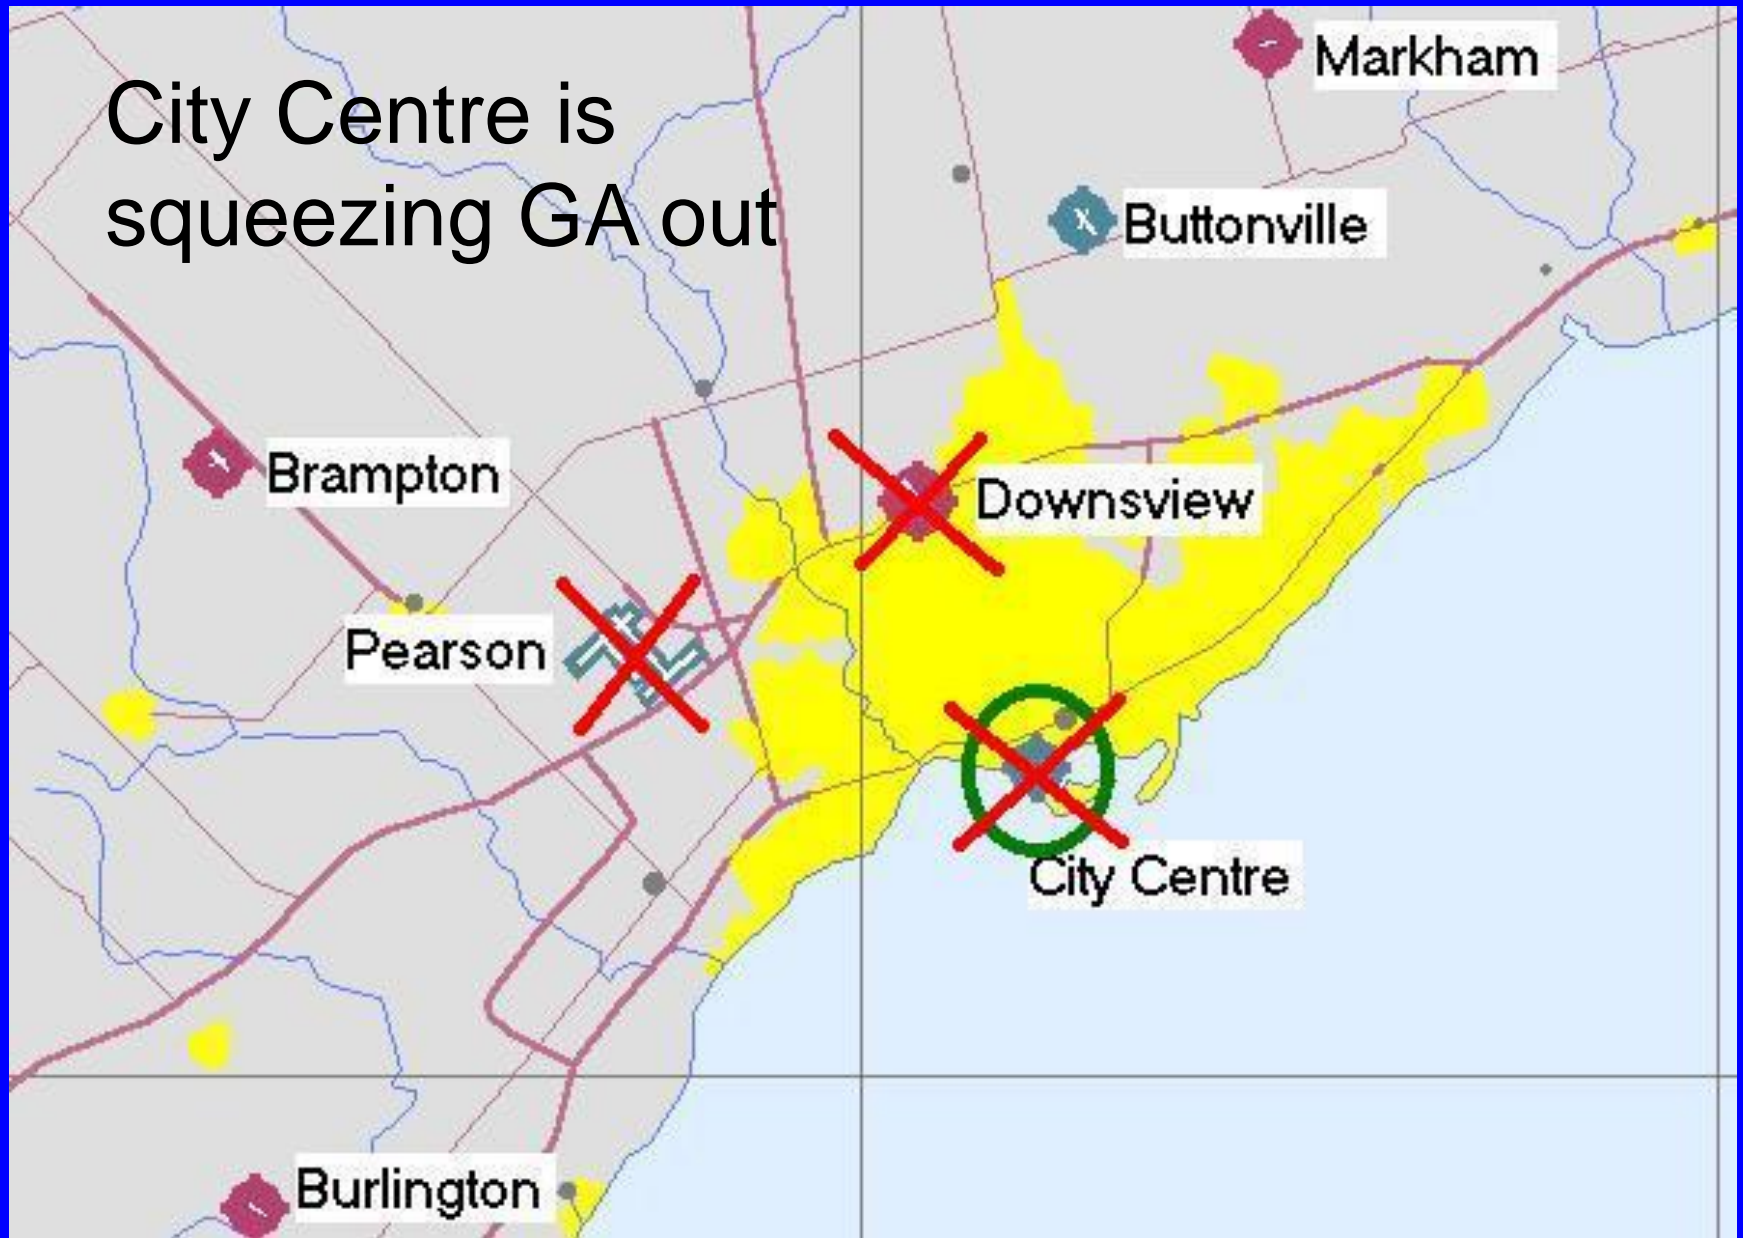 City Centre is
squeezing GA out
Markham
Buttonville
Brampton
Downsview
Pearson
City Centre
Burlington